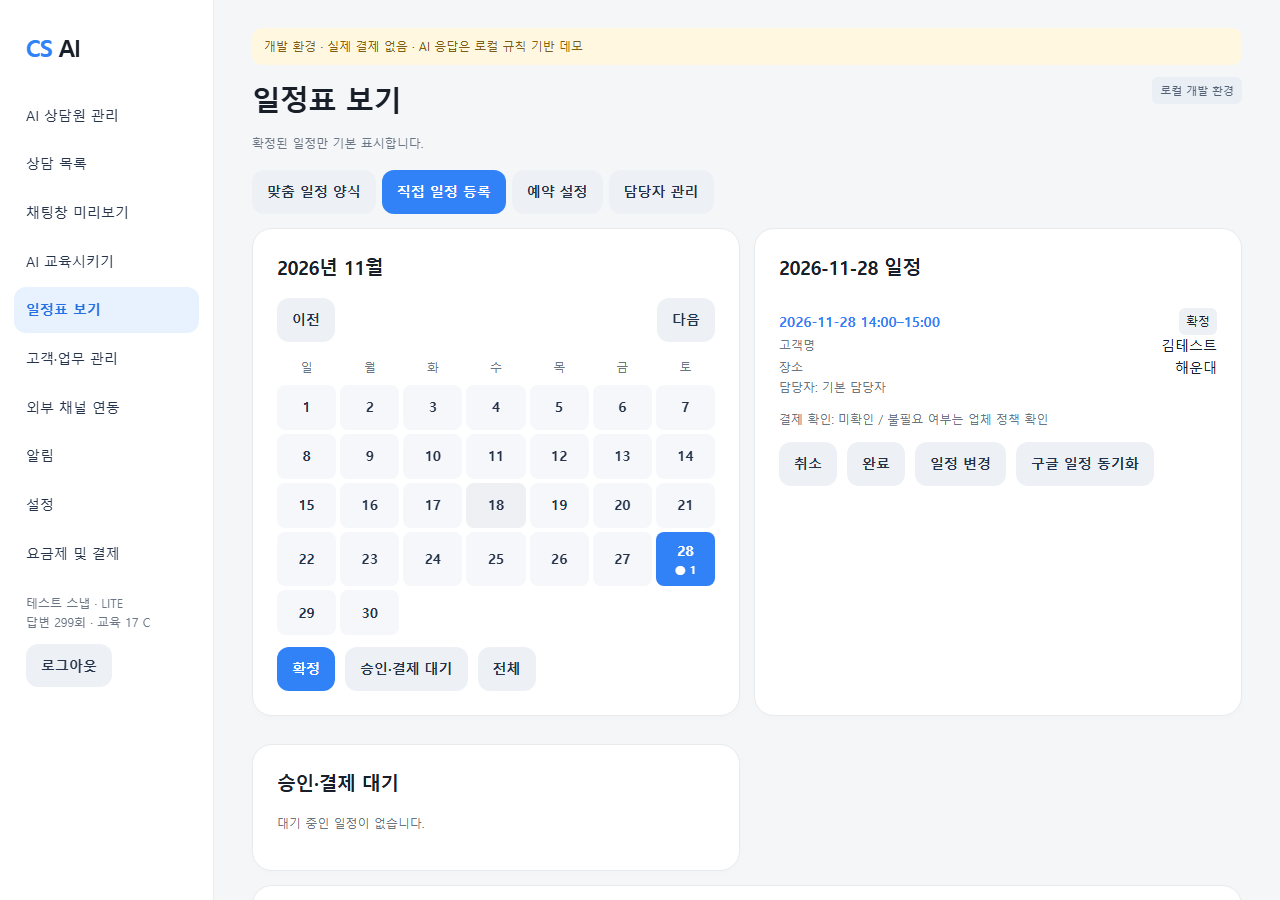 CS AI
AI 상담원 관리
상담 목록
채팅창 미리보기
AI 교육시키기
일정표 보기
고객·업무 관리
외부 채널 연동
알림
설정
요금제 및 결제
테스트 스냅 · LITE
답변 299회 · 교육 17 C
로그아웃
개발 환경 · 실제 결제 없음 · AI 응답은 로컬 규칙 기반 데모
일정표 보기
로컬 개발 환경
확정된 일정만 기본 표시합니다.
맞춤 일정 양식 직접 일정 등록 예약 설정 담당자 관리
2026년 11월
이전 다음
일 월 화 수 목 금 토
1 2 3 4 5 6 7
8 9 10 11 12 13 14
15 16 17 18 19 20 21
22 23 24 25 26 27 28
● 1
29 30
확정 승인·결제 대기 전체
2026-11-28 일정
2026-11-28 14:00–15:00 확정
고객명 김테스트
장소 해운대
담당자: 기본 담당자
결제 확인: 미확인 / 불필요 여부는 업체 정책 확인
취소 완료 일정 변경 구글 일정 동기화
승인·결제 대기
대기 중인 일정이 없습니다.